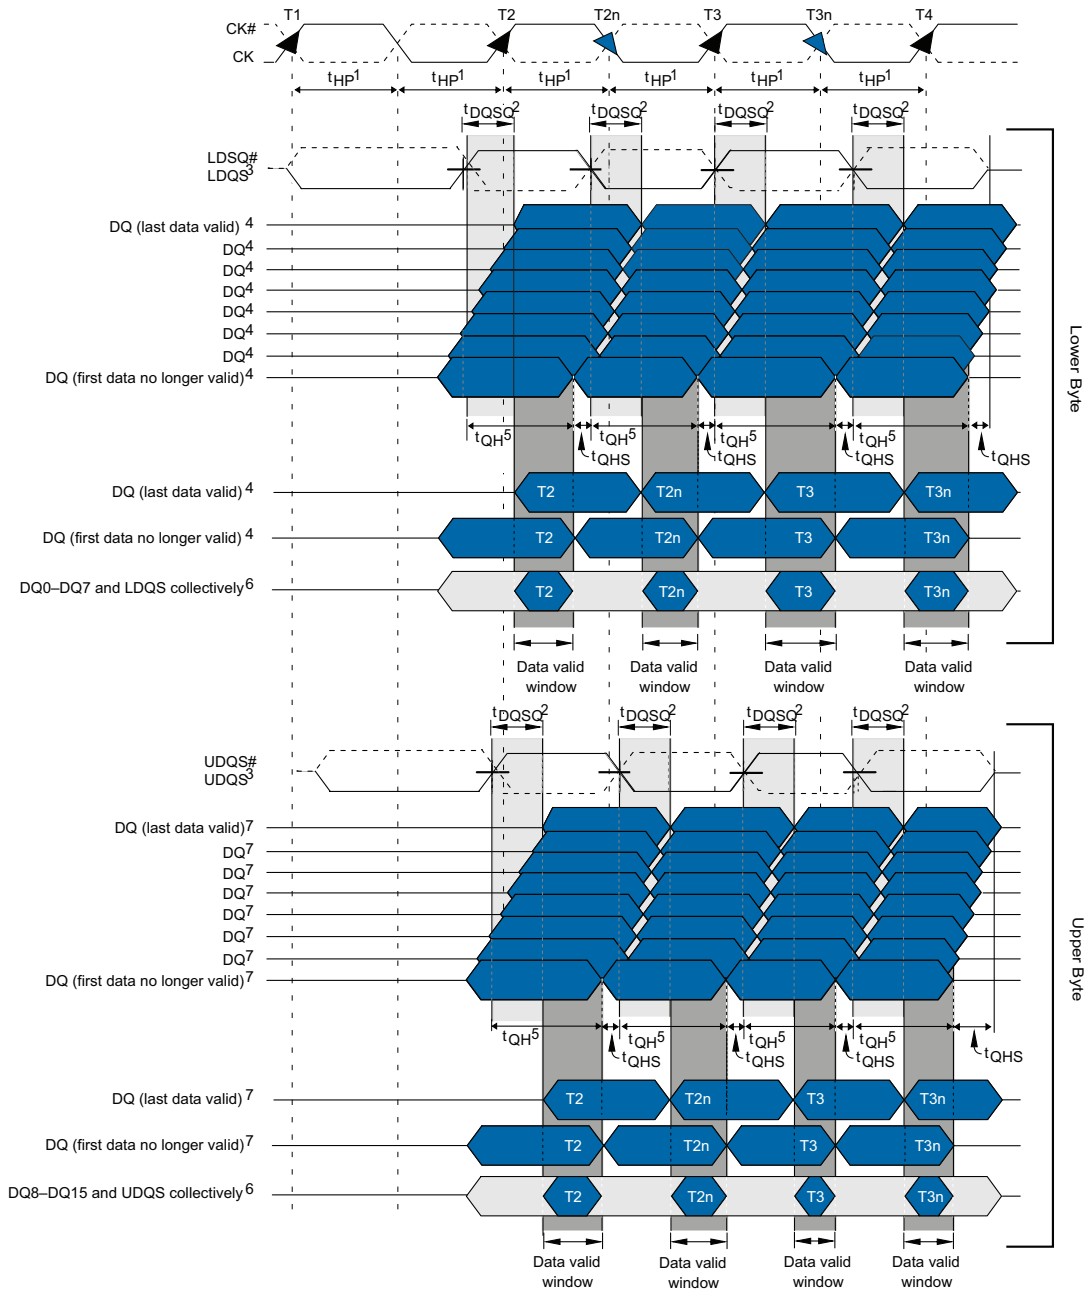 T1 T2 T2n T3 T3n T4
CK#
CK
tHP1 tHP1 tHP1 tHP1 tHP1 tHP1
tDQSQ2 tDQSQ2 tDQSQ2 tDQSQ2
LDSQ#
LDQS3
DQ (last data valid)4
DQ4
DQ4
DQ4
DQ4
DQ4
DQ4
DQ (first data no longer valid)4
Lower Byte
tQH5 tQH5 tQH5 tQH5
tQHS tQHS tQHS tQHS
DQ (last data valid)4 T2 T2n T3 T3n
DQ (first data no longer valid)4 T2 T2n T3 T3n
DQ0–DQ7 and LDQS collectively6 T2 T2n T3 T3n
Data valid Data valid Data valid Data valid
window window window window
tDQSQ2 tDQSQ2 tDQSQ2 tDQSQ2
UDQS#
UDQS3
DQ (last data valid)7
DQ7
DQ7
DQ7
DQ7
DQ7
DQ7
DQ (first data no longer valid)7
Upper Byte
tQH5 tQH5 tQH5 tQH5
tQHS tQHS tQHS tQHS
DQ (last data valid)7 T2 T2n T3 T3n
DQ (first data no longer valid)7 T2 T2n T3 T3n
DQ8–DQ15 and UDQS collectively6 T2 T2n T3 T3n
Data valid Data valid Data valid Data valid
window window window window